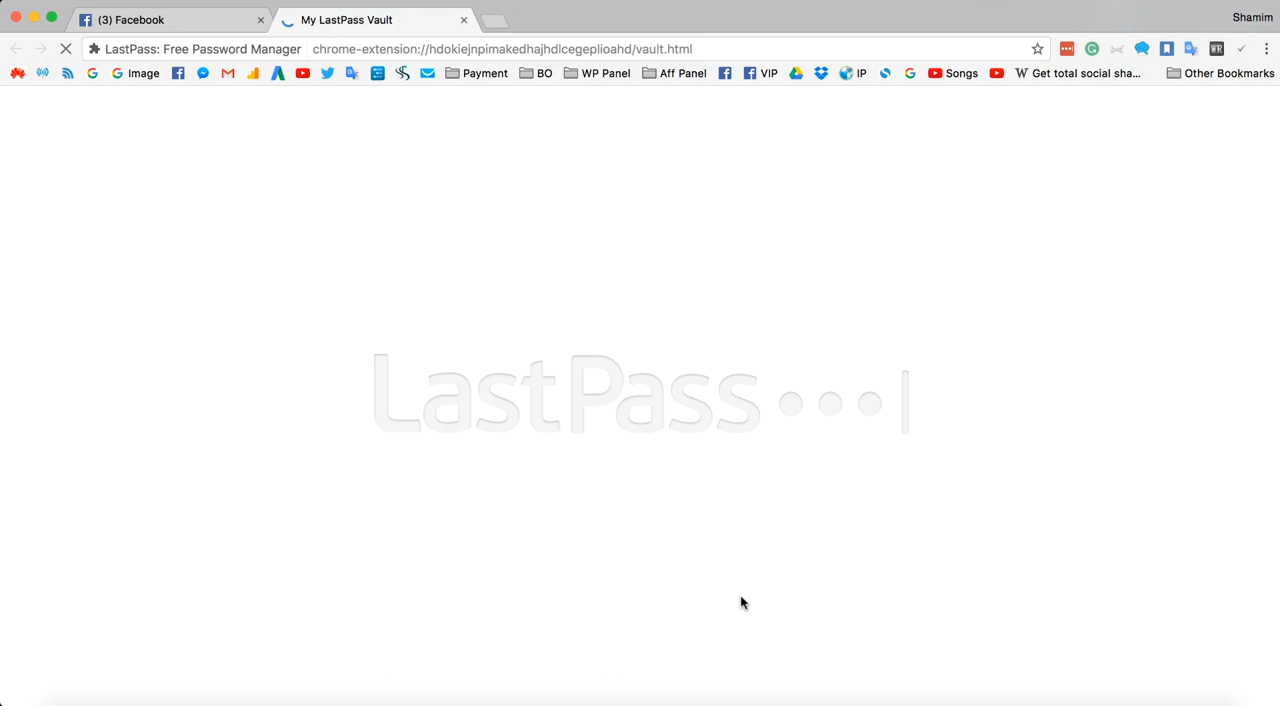 (3) Facebook My LastPass Vault Shamim
LastPass: Free Password Manager chrome-extension://hdokiejnpimakedhajhdlcegeplioahd/vault.html WR
Image Payment BO WP Panel Aff Panel VIP IP Songs W Get total social sha... Other Bookmarks
LastPass